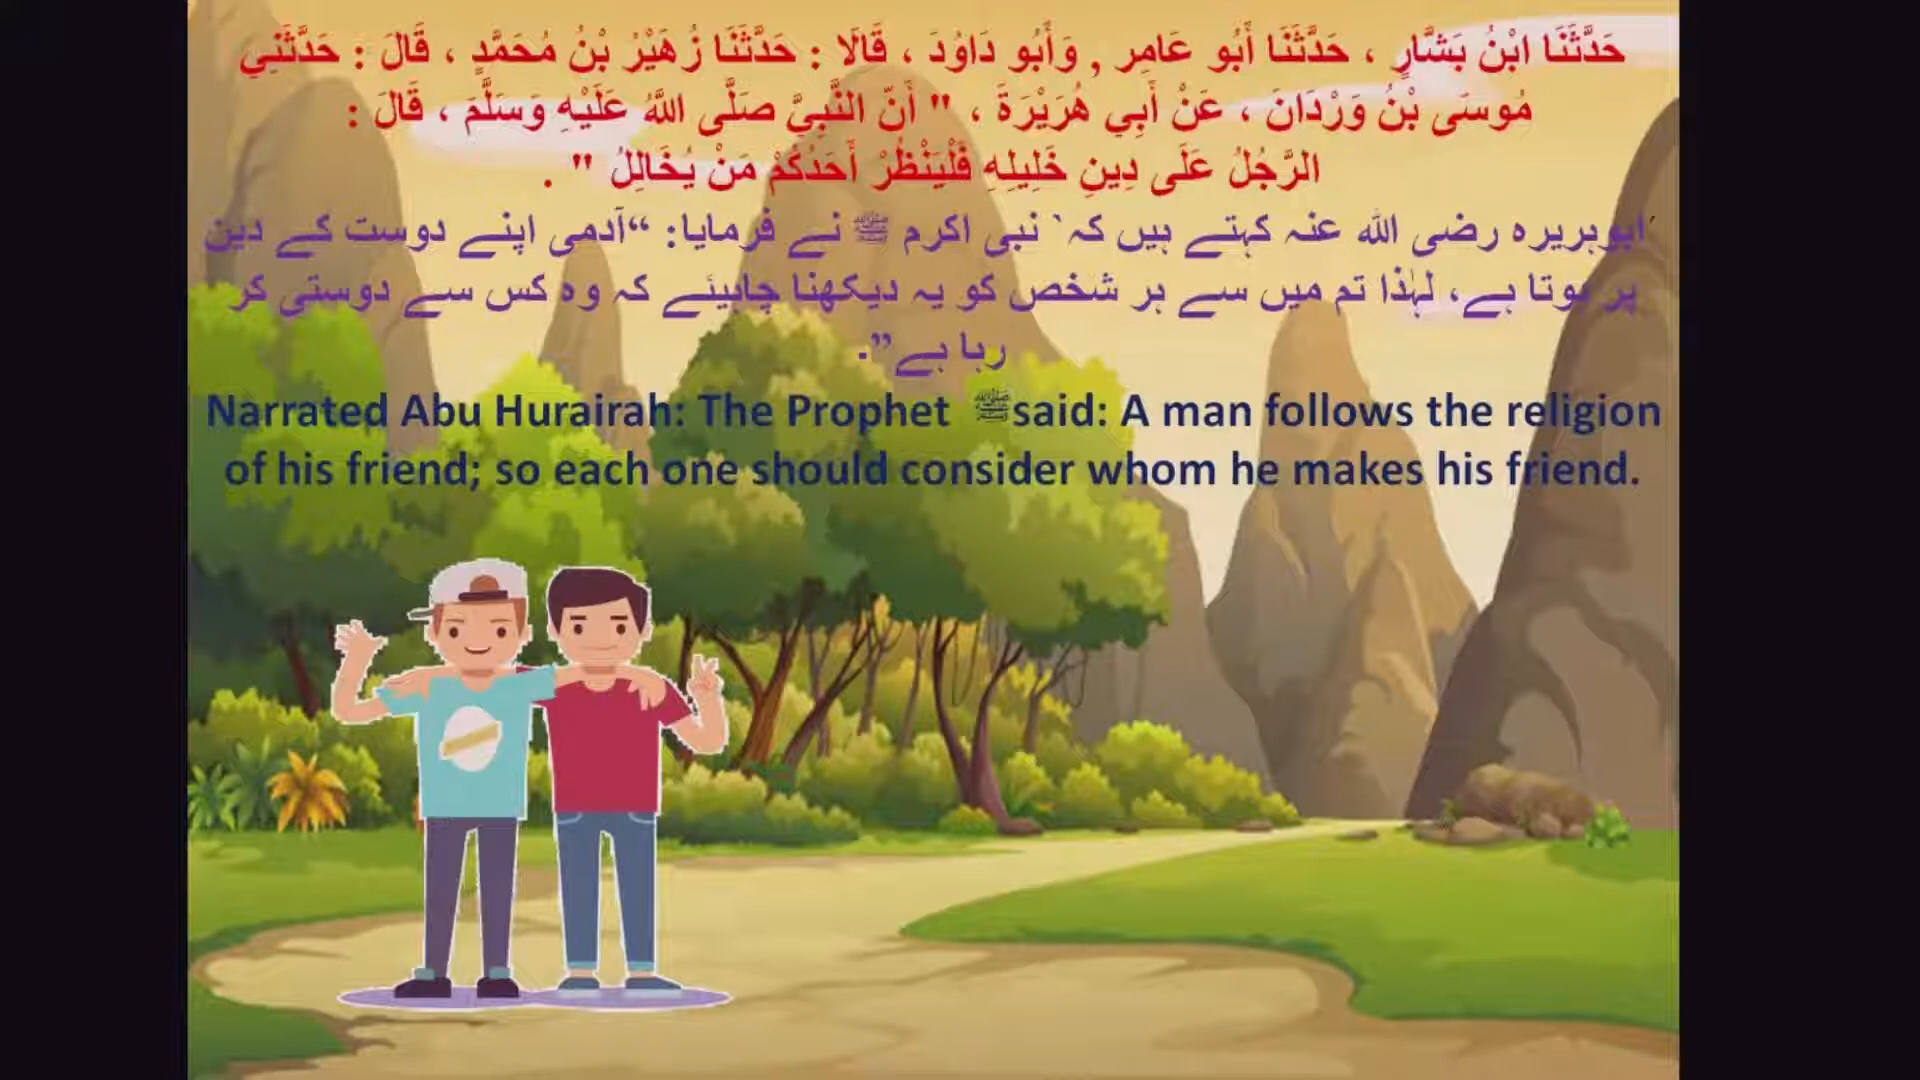 حَدَّثَنَا ابْنُ بَشَّارٍ ، حَدَّثَنَا أَبُو عَامِر , وَأَبُو دَاوُدَ ، قَالَا : حَدَّثَنَا زُهَيْرُ بْنُ مُحَمَّدٍ ، قَالَ : حَدَّثَنِي
مُوسَى بْنُ وَرْدَانَ ، عَنْ أَبِي هُرَيْرَةَ ، " أَنّ النَّبِيَّ صَلَّى اللَّهُ عَلَيْهِ وَسَلَّمَ ، قَالَ :
الرَّجُلُ عَلَى دِينِ خَلِيلِهِ فَلْيَنْظُرْ أَحَدُكُمْ مَنْ يُخَالِلُ " .
´ابوہریرہ رضی اللہ عنہ کہتے ہیں کہ` نبی اکرم ﷺ نے فرمایا: “آدمی اپنے دوست کے دین
پر ہوتا ہے، لہٰذا تم میں سے ہر شخص کو یہ دیکھنا چاہیئے کہ وہ کس سے دوستی کر
رہا ہے”۔
Narrated Abu Hurairah: The Prophet ﷺsaid: A man follows the religion
of his friend; so each one should consider whom he makes his friend.